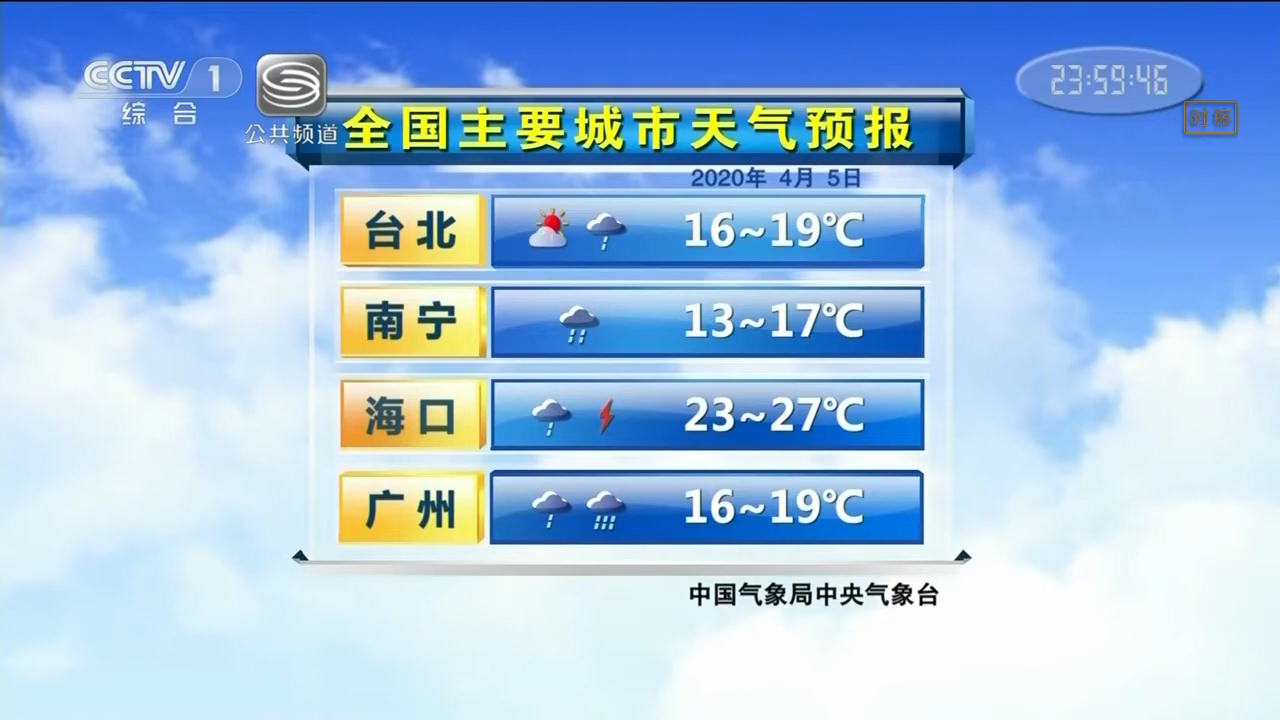 CCTV 1
综合
公共频道
23:59:46
时移
全国主要城市天气预报
2020年 4月 5日
台北 16~19℃
南宁 13~17℃
海口 23~27℃
广州 16~19℃
中国气象局中央气象台